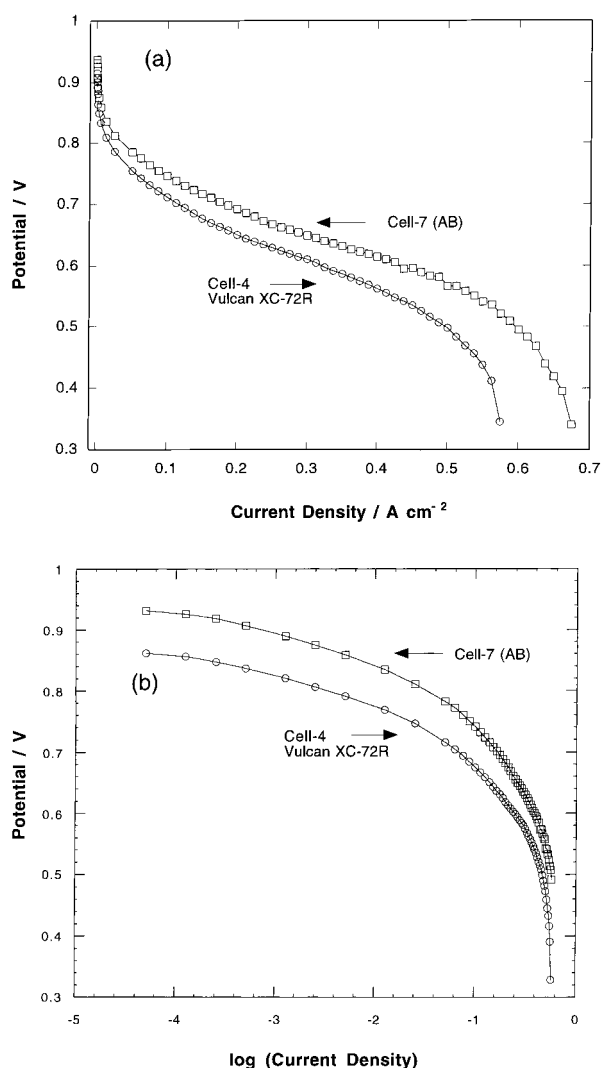 1
(a)
0.9
0.8
0.7
Cell-7 (AB)
0.6
Cell-4
Vulcan XC-72R
0.5
0.4
0.3
0 0.1 0.2 0.3 0.4 0.5 0.6 0.7
Potential / V
Current Density / A cm⁻²
1
0.9
Cell-7 (AB)
(b)
0.8
Cell-4
Vulcan XC-72R
0.7
0.6
0.5
0.4
0.3
-5 -4 -3 -2 -1 0
Potential / V
log (Current Density)